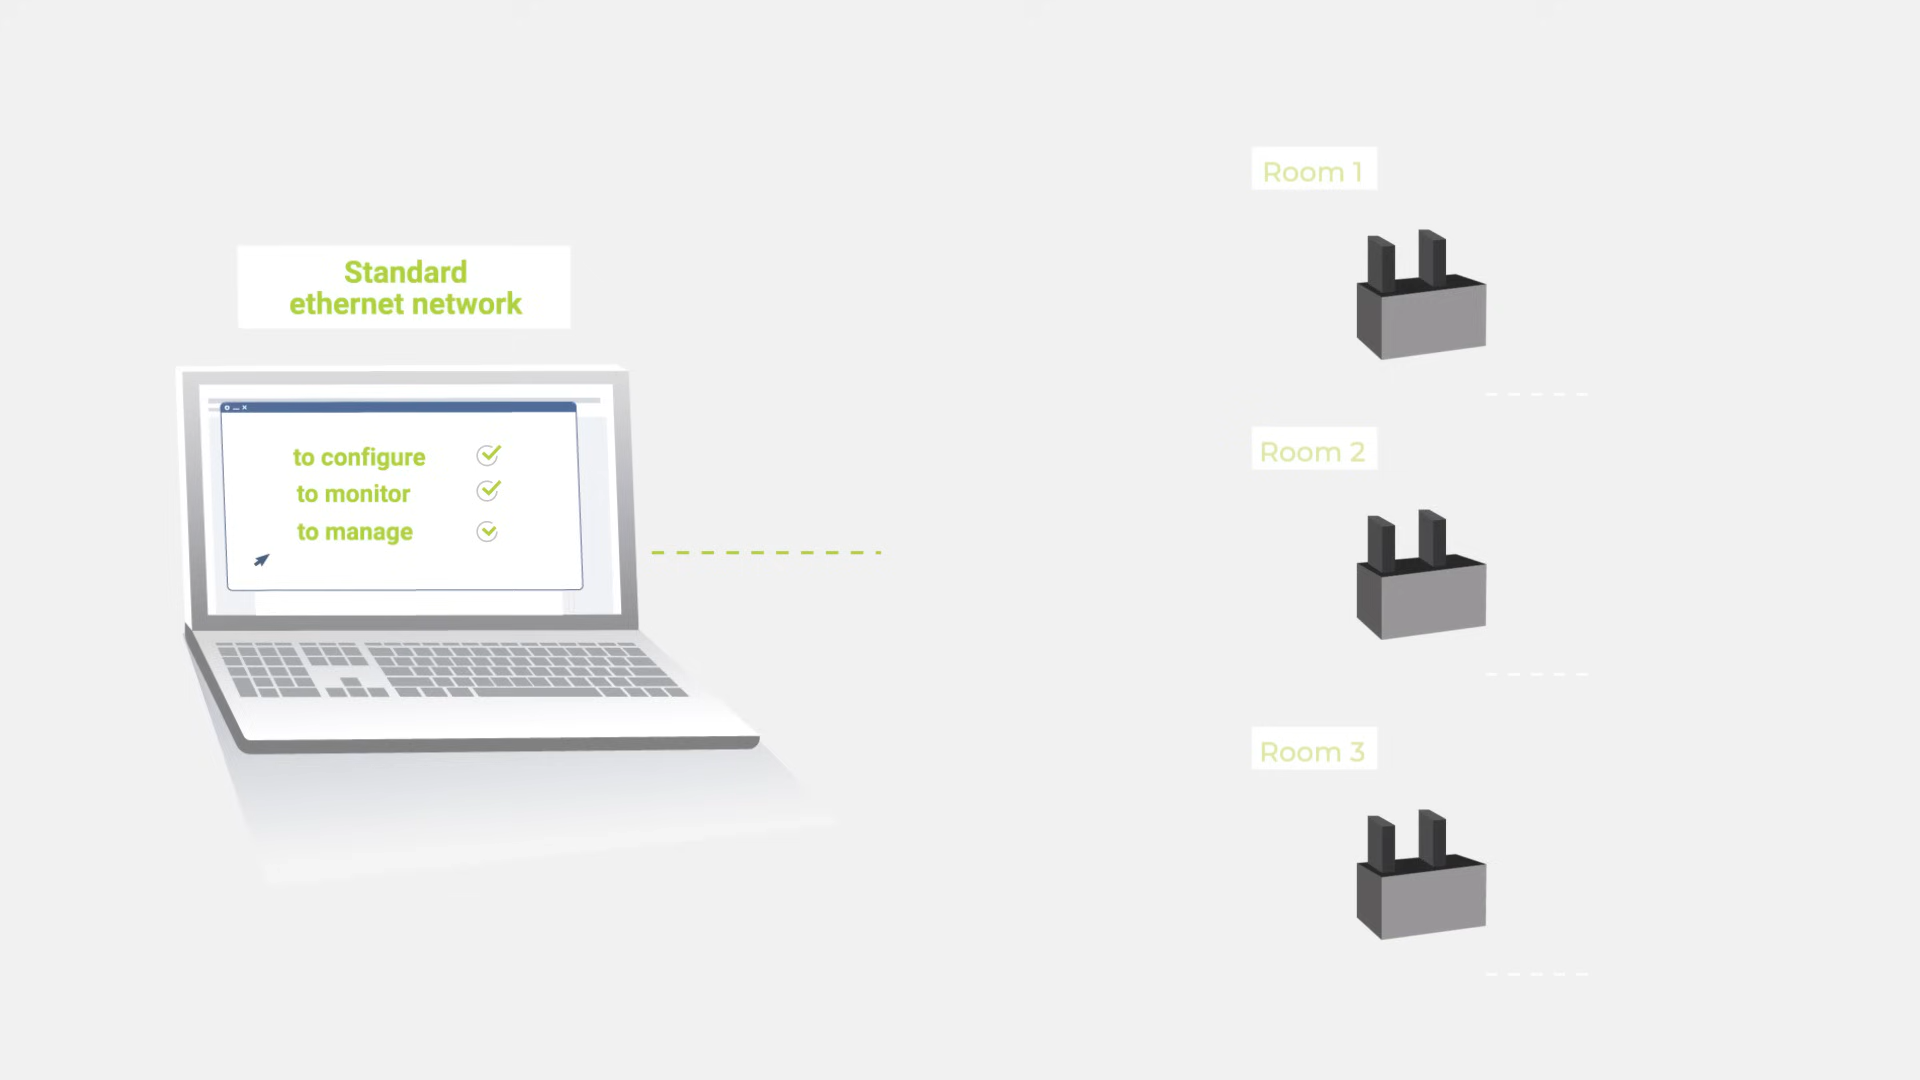 Standard
ethernet network
to configure
to monitor
to manage
Room 1
Room 2
Room 3